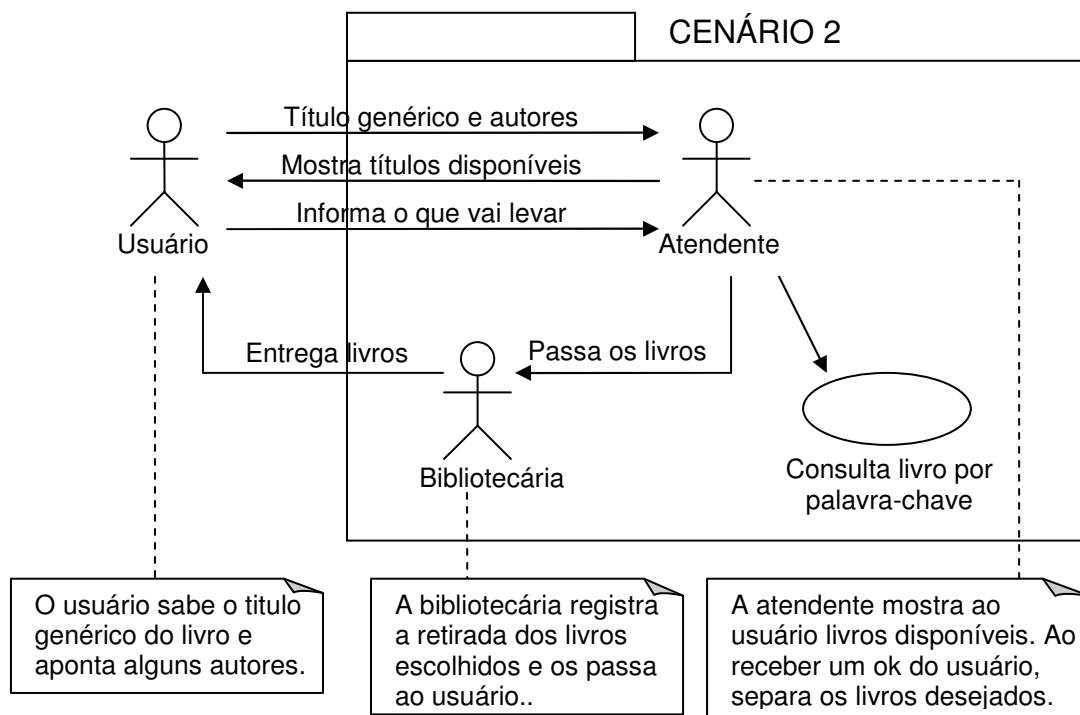 CENÁRIO 2
Título genérico e autores
Mostra títulos disponíveis
Informa o que vai levar
Usuário
Atendente
Entrega livros
Passa os livros
Bibliotecária
Consulta livro por
palavra-chave
O usuário sabe o titulo
genérico do livro e
aponta alguns autores.
A bibliotecária registra
a retirada dos livros
escolhidos e os passa
ao usuário..
A atendente mostra ao
usuário livros disponíveis. Ao
receber um ok do usuário,
separa os livros desejados.